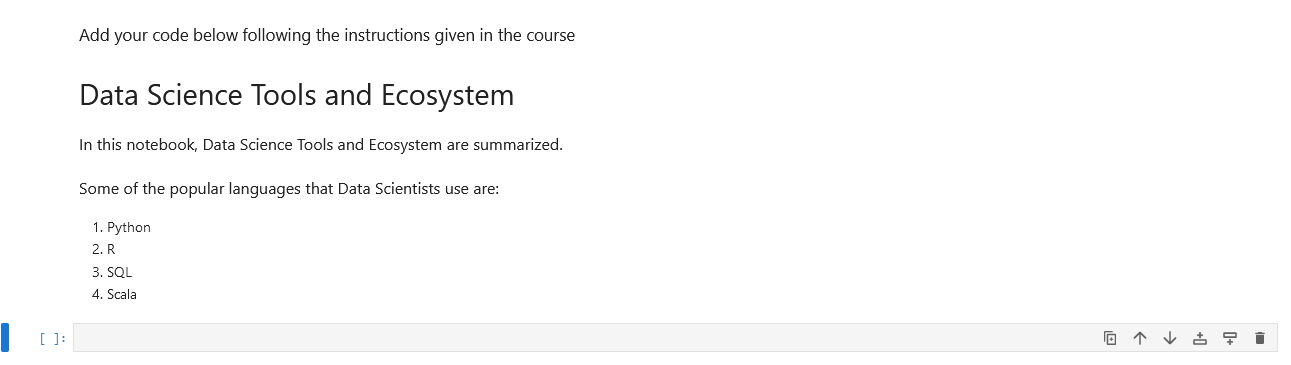 Add your code below following the instructions given in the course
Data Science Tools and Ecosystem
In this notebook, Data Science Tools and Ecosystem are summarized.
Some of the popular languages that Data Scientists use are:
1. Python
2. R
3. SQL
4. Scala
[ ]: